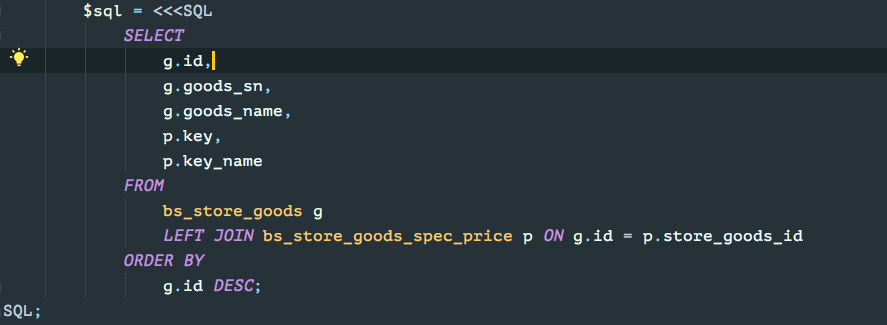 $sql = <<<SQL
SELECT
g.id,
g.goods_sn,
g.goods_name,
p.key,
p.key_name
FROM
bs_store_goods g
LEFT JOIN bs_store_goods_spec_price p ON g.id = p.store_goods_id
ORDER BY
g.id DESC;
SQL;